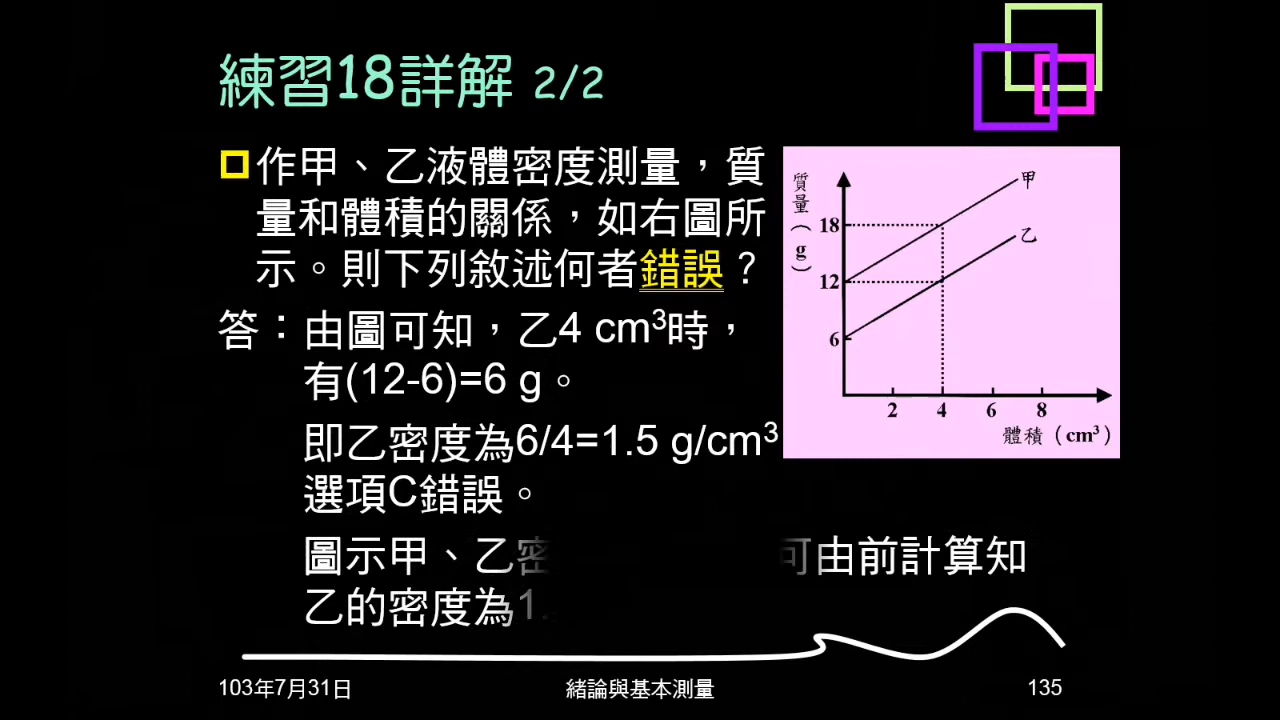 練習18詳解 2/2
作甲、乙液體密度測量，質
量和體積的關係，如右圖所
示。則下列敘述何者錯誤？
答：由圖可知，乙4 cm³時，
有(12-6)=6 g。
即乙密度為6/4=1.5 g/cm³
選項C錯誤。
圖示甲、乙密 可由前計算知
乙的密度為1.
質量（g）
18
12
6
甲
乙
2 4 6 8
體積（cm³）
103年7月31日 緒論與基本測量 135